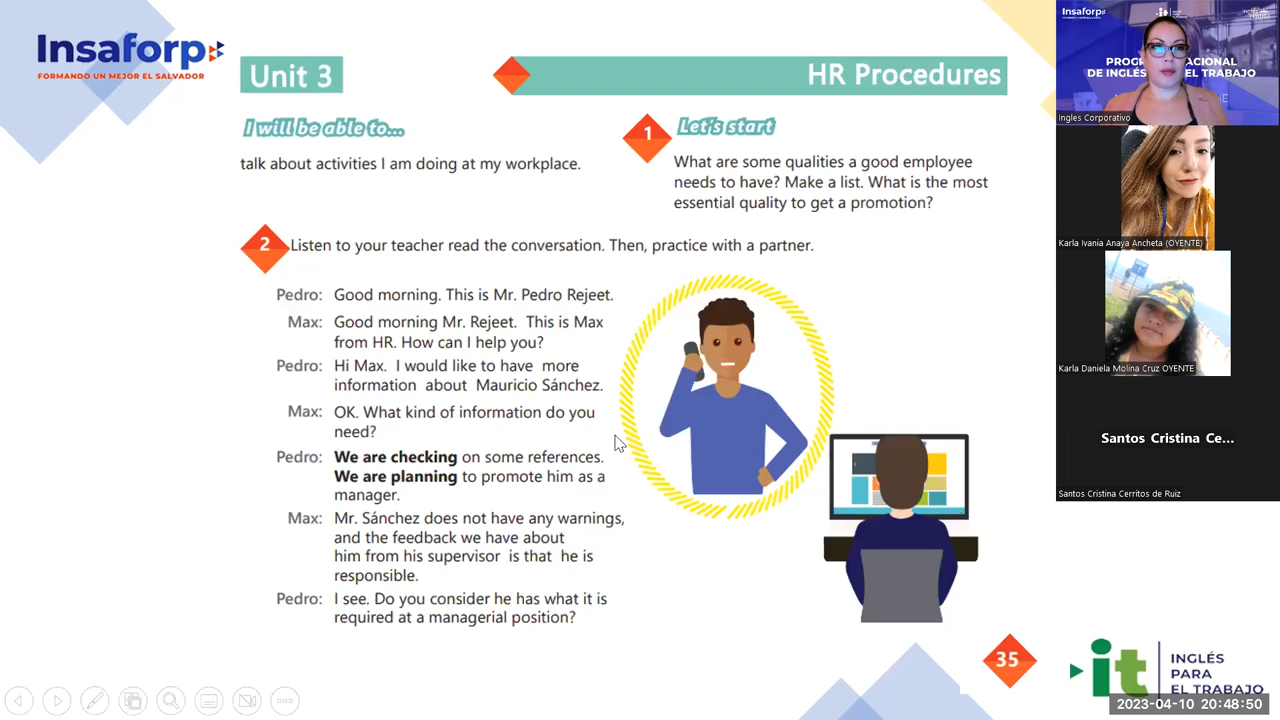 Insaforp
FORMANDO UN MEJOR EL SALVADOR
Unit 3
HR Procedures
I will be able to...
talk about activities I am doing at my workplace.
1
Let's start
What are some qualities a good employee
needs to have? Make a list. What is the most
essential quality to get a promotion?
2
Listen to your teacher read the conversation. Then, practice with a partner.
Pedro: Good morning. This is Mr. Pedro Rejeet.
Max: Good morning Mr. Rejeet. This is Max
from HR. How can I help you?
Pedro: Hi Max. I would like to have more
information about Mauricio Sánchez.
Max: OK. What kind of information do you
need?
Pedro: We are checking on some references.
We are planning to promote him as a
manager.
Max: Mr. Sánchez does not have any warnings,
and the feedback we have about
him from his supervisor is that he is
responsible.
Pedro: I see. Do you consider he has what it is
required at a managerial position?
35
it
INGLÉS
PARA
EL TRABAJO
2023-04-10 20:48:50
Insaforp
it
PROG
CIONAL
DE INGLÉS
EL TRABAJO
Ingles Corporativo
Karla Ivania Anaya Ancheta (OYENTE)
Karla Daniela Molina Cruz OYENTE
Santos Cristina Ce...
Santos Cristina Cerritos de Ruiz